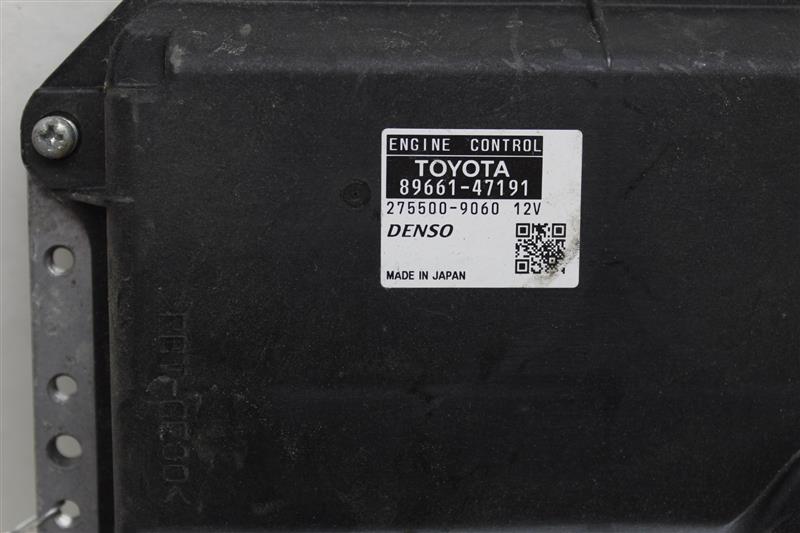 ENGINE CONTROL
TOYOTA
89661-47191
275500-9060 12V
DENSO
MADE IN JAPAN